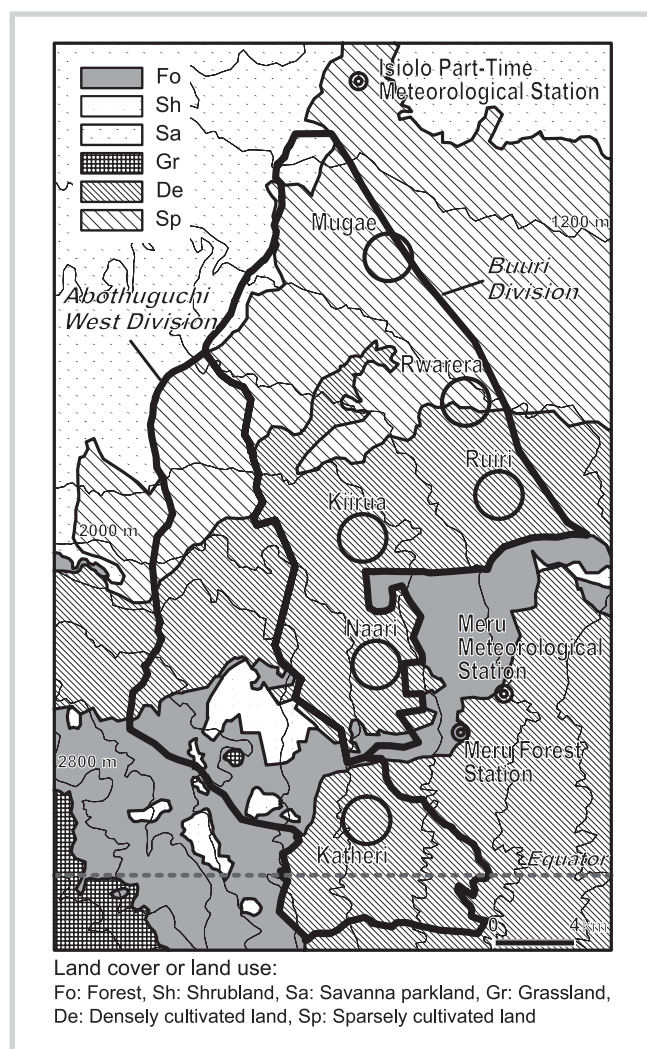 Fo
Sh
Sa
Gr
De
Sp
Isiolo Part-Time
Meteorological Station
Mugae
1200 m
Buuri
Division
Abothuguchi
West Division
Rwarera
Ruiri
Kiirua
2000 m
Naari
Meru
Meteorological
Station
Meru Forest
Station
2800 m
Katheri
Equator
0 4 km
Land cover or land use:
Fo: Forest, Sh: Shrubland, Sa: Savanna parkland, Gr: Grassland,
De: Densely cultivated land, Sp: Sparsely cultivated land